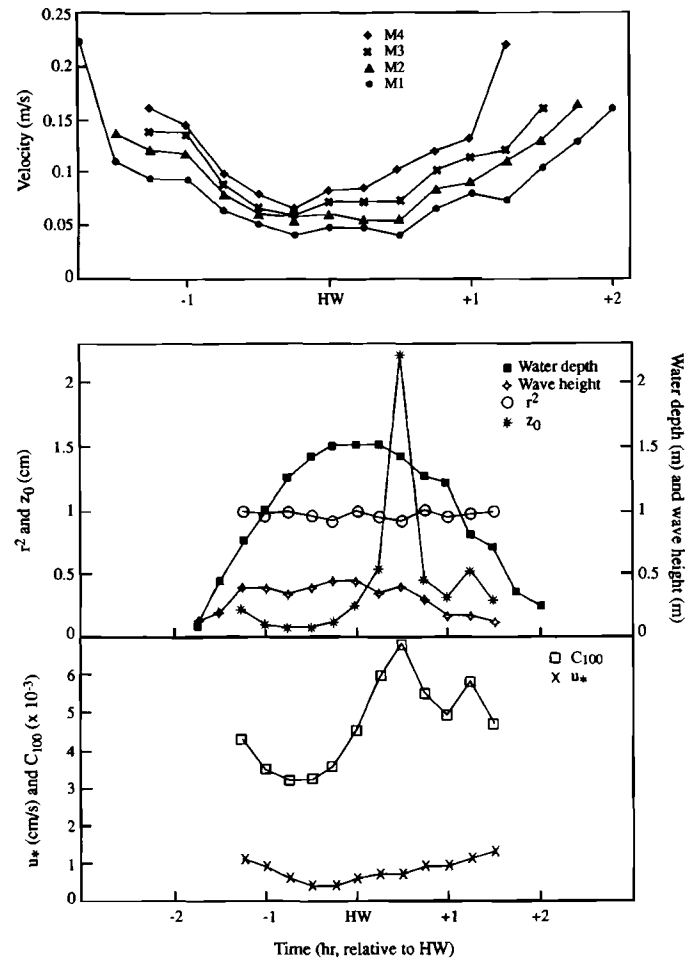 0.25
0.2
0.15
0.1
0.05
0
Velocity (m/s)
M4
M3
M2
M1
-1
HW
+1
+2
2
1.5
1
0.5
0
r² and z₀ (cm)
Water depth
Wave height
r²
z₀
2
1.5
1
0.5
0
Water depth (m) and wave height (m)
6
5
4
3
2
1
0
u* (cm/s) and C₁₀₀ (x 10⁻³)
C₁₀₀
u*
-2
-1
HW
+1
+2
Time (hr, relative to HW)